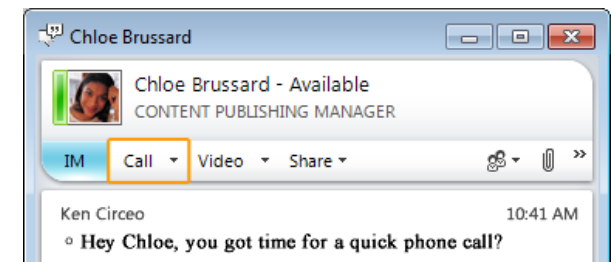 Chloe Brussard
Chloe Brussard - Available
CONTENT PUBLISHING MANAGER
IM Call Video Share
Ken Circeo 10:41 AM
Hey Chloe, you got time for a quick phone call?